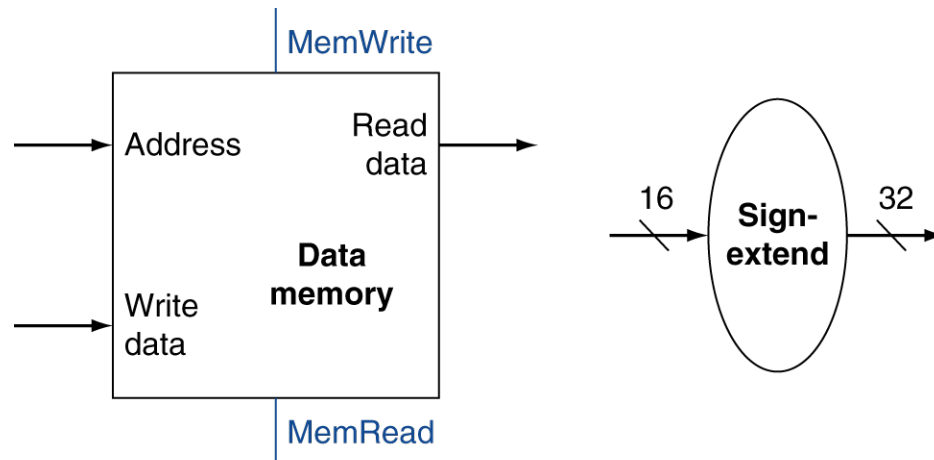 MemWrite
Address
Read
data
Data
memory
Write
data
MemRead
16
Sign-
extend
32